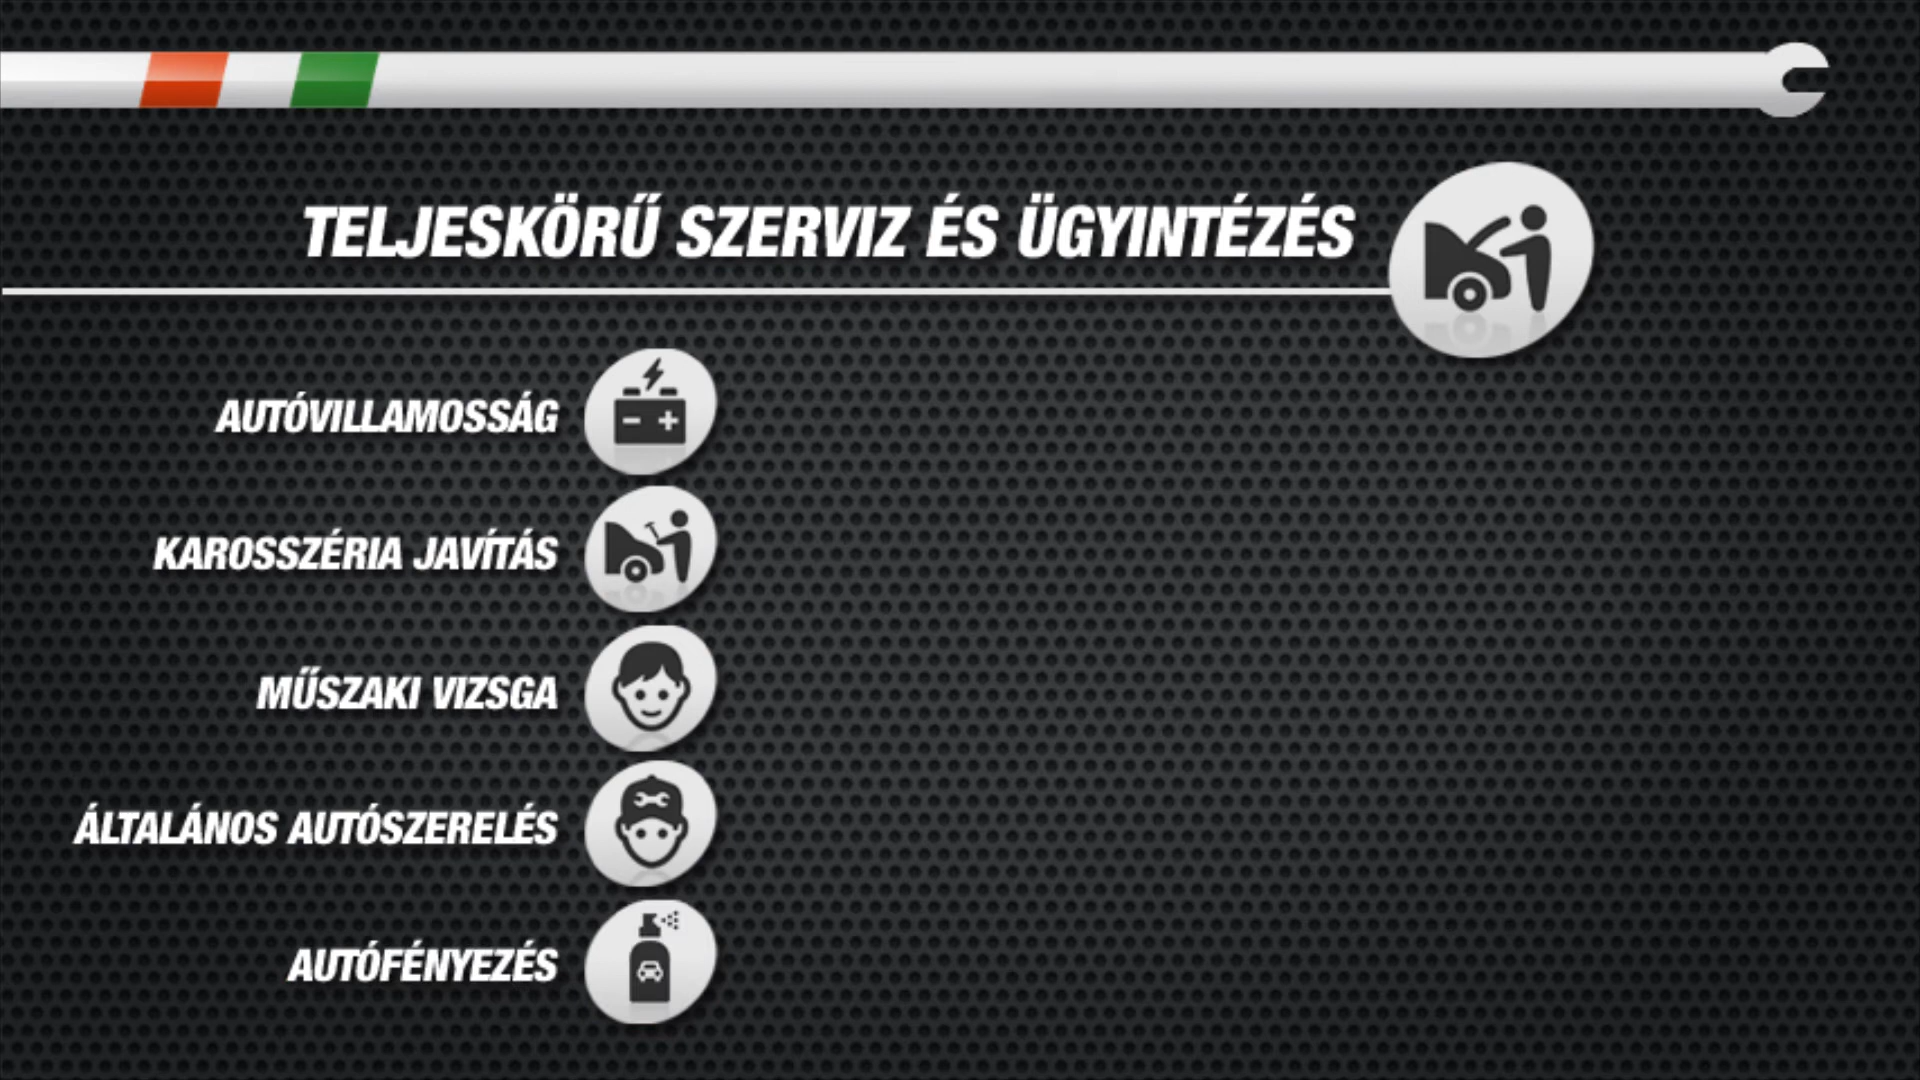 TELJESKÖRŰ SZERVIZ ÉS ÜGYINTÉZÉS
AUTÓVILLAMOSSÁG
KAROSSZÉRIA JAVÍTÁS
MŰSZAKI VIZSGA
ÁLTALÁNOS AUTÓSZERELÉS
AUTÓFÉNYEZÉS